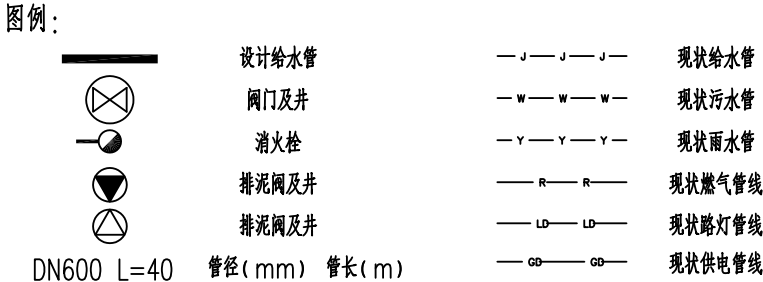 图例:
设计给水管 —J—J—J— 现状给水管
阀门及井 —W—W—W— 现状污水管
消火栓 —Y—Y—Y— 现状雨水管
排泥阀及井 —R—R— 现状燃气管线
排泥阀及井 —LD—LD— 现状路灯管线
DN600 L=40 管径(mm) 管长(m) —GD—GD— 现状供电管线